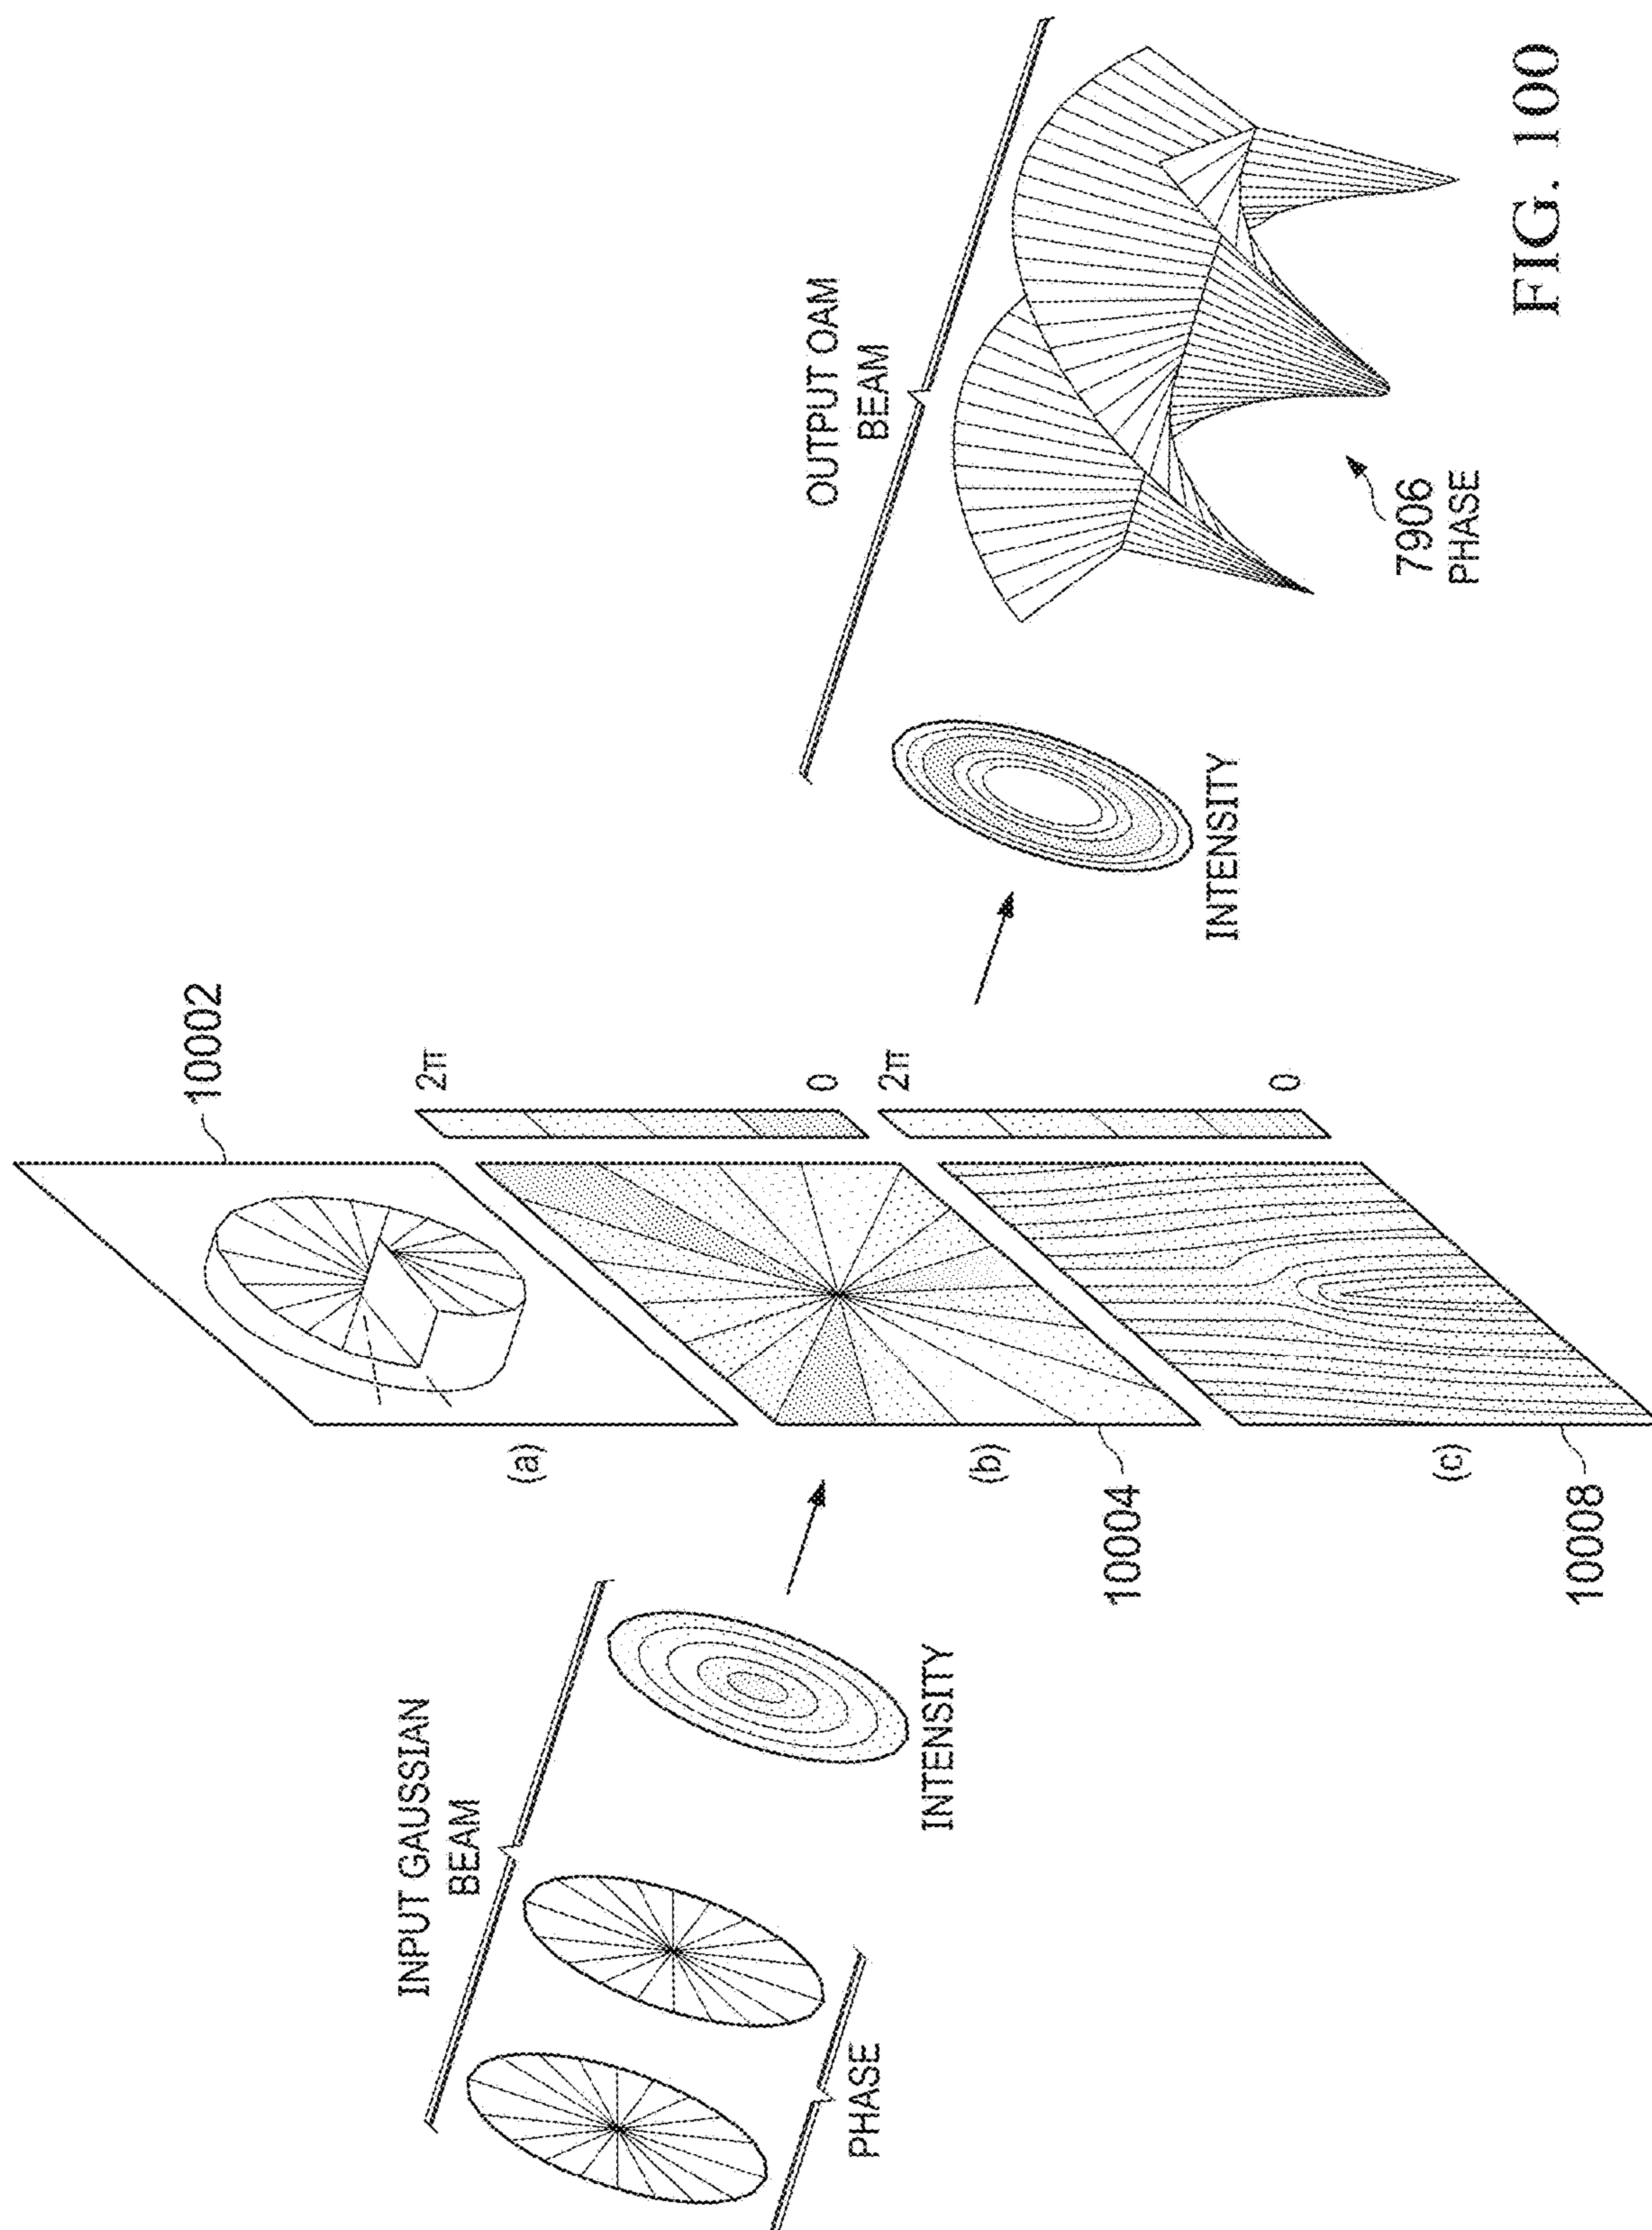 INPUT GAUSSIAN
BEAM
PHASE
INTENSITY
(a)
10002
2π
0
(b)
10004
2π
0
(c)
10008
OUTPUT OAM
BEAM
INTENSITY
7906
PHASE
FIG. 100